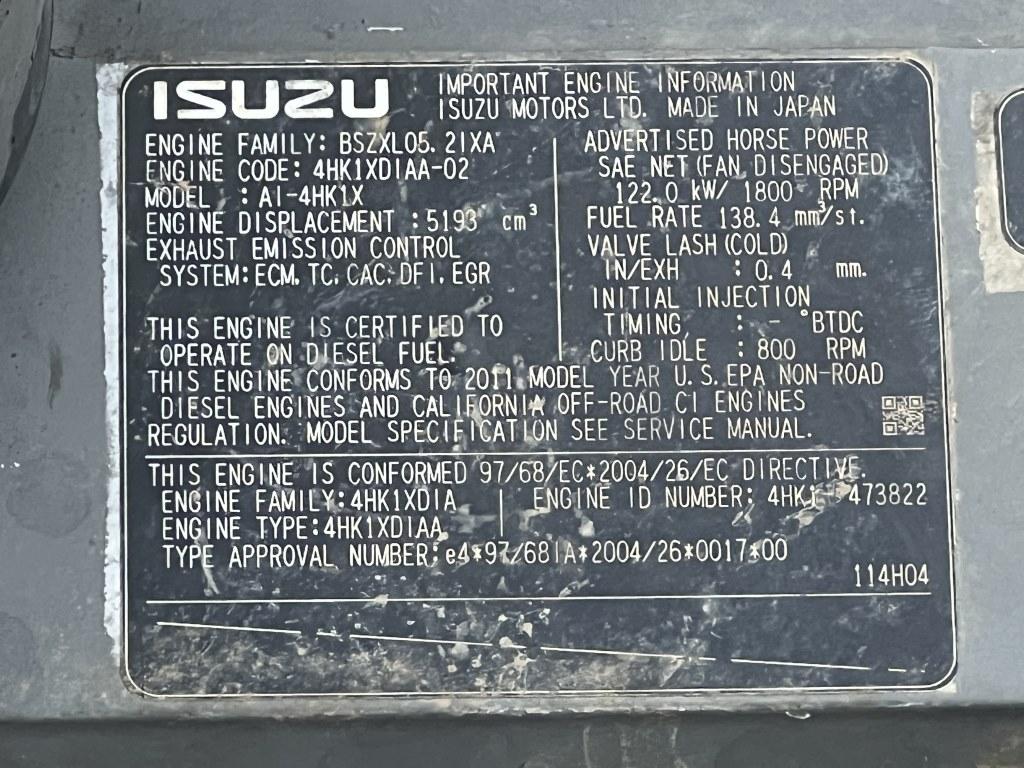 ISUZU
IMPORTANT ENGINE INFORMATION
ISUZU MOTORS LTD. MADE IN JAPAN
ENGINE FAMILY: BSZXL05.2IXA
ENGINE CODE: 4HK1XDIAA-02
MODEL : AI-4HK1X
ENGINE DISPLACEMENT : 5193 cm³
EXHAUST EMISSION CONTROL
SYSTEM: ECM, TC, CAC, DFI, EGR
THIS ENGINE IS CERTIFIED TO
OPERATE ON DIESEL FUEL.
ADVERTISED HORSE POWER
SAE NET (FAN DISENGAGED)
122.0 kW/ 1800 RPM
FUEL RATE 138.4 mm³/st.
VALVE LASH (COLD)
IN/EXH : 0.4 mm.
INITIAL INJECTION
TIMING, : - °BTDC
CURB IDLE : 800 RPM
THIS ENGINE CONFORMS TO 2011 MODEL YEAR U.S.EPA NON-ROAD
DIESEL ENGINES AND CALIFORNIA OFF-ROAD CI ENGINES
REGULATION. MODEL SPECIFICATION SEE SERVICE MANUAL.
THIS ENGINE IS CONFORMED 97/68/EC*2004/26/EC DIRECTIVE.
ENGINE FAMILY: 4HK1XDIA
ENGINE ID NUMBER: 4HK1- 473822
ENGINE TYPE: 4HK1XDIAA
TYPE APPROVAL NUMBER: e4*97/68IA*2004/26*0017*00
114H04